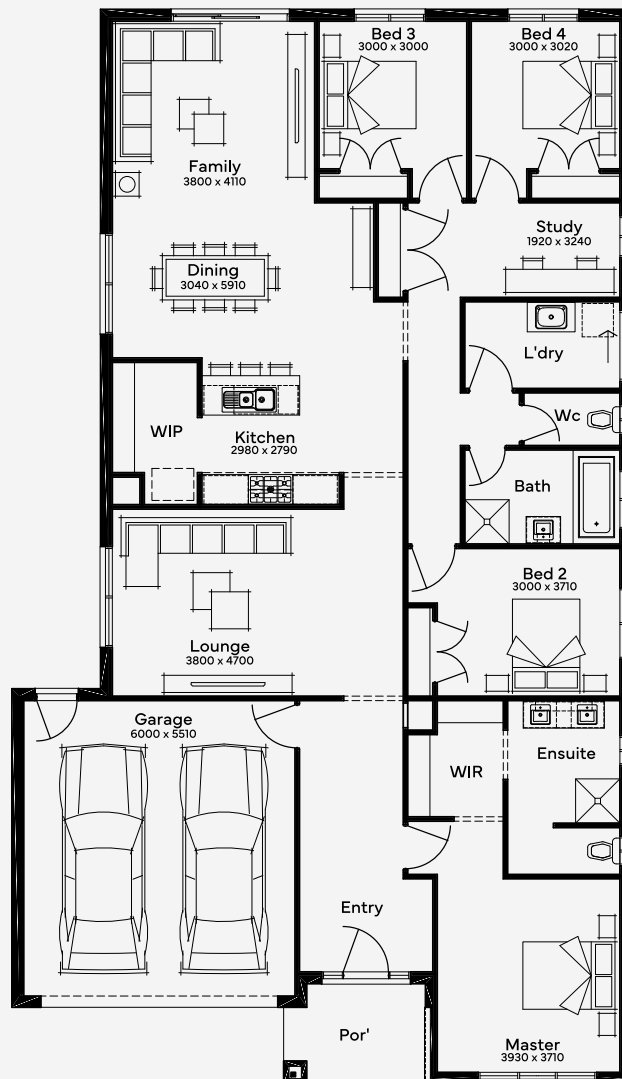 Bed 3
3000 x 3000
Bed 4
3000 x 3020
Family
3800 x 4110
Study
1920 x 3240
Dining
3040 x 5910
L'dry
Wc
WIP
Kitchen
2980 x 2790
Bath
Bed 2
3000 x 3710
Lounge
3800 x 4700
Garage
6000 x 5510
Ensuite
WIR
Entry
Por'
Master
3930 x 3710